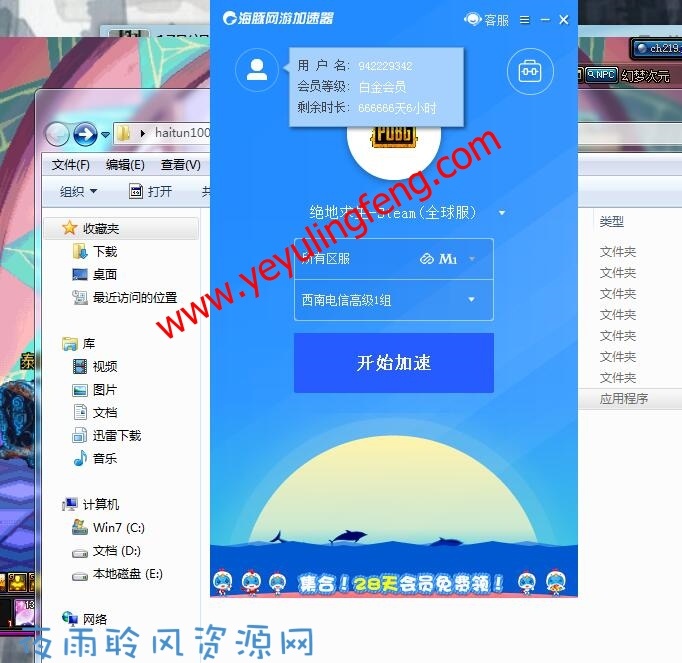 海豚网游加速器
客服
ch219.
NPC 幻梦次元
用 户 名: 942229342
会员等级: 白金会员
剩余时长: 666666天6小时
haitun100
PUBG
文件(F) 编辑(E) 查看(V)
组织 打开 共
绝地求生-Steam(全球服)
所有区服 M1
西南电信高级1组
开始加速
收藏夹
下载
桌面
最近访问的位置
库
视频
图片
文档
迅雷下载
音乐
计算机
Win7 (C:)
文档 (D:)
本地磁盘 (E:)
网络
类型
文件夹
文件夹
文件夹
文件夹
文件夹
文件夹
文件夹
应用程序
集合!28天会员免费领!
www.yeyulingfeng.com
夜雨聆风资源网